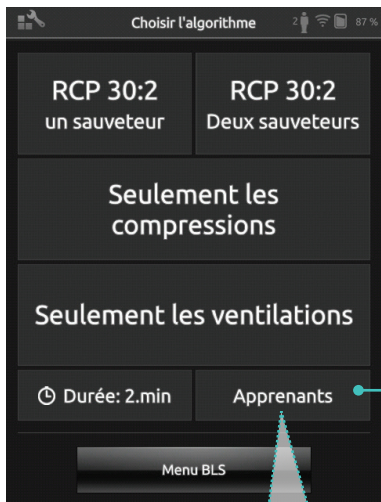 Choisir l'algorithme 2 87 %
RCP 30:2
un sauveteur
RCP 30:2
Deux sauveteurs
Seulement les
compressions
Seulement les ventilations
Durée: 2.min
Apprenants
Menu BLS